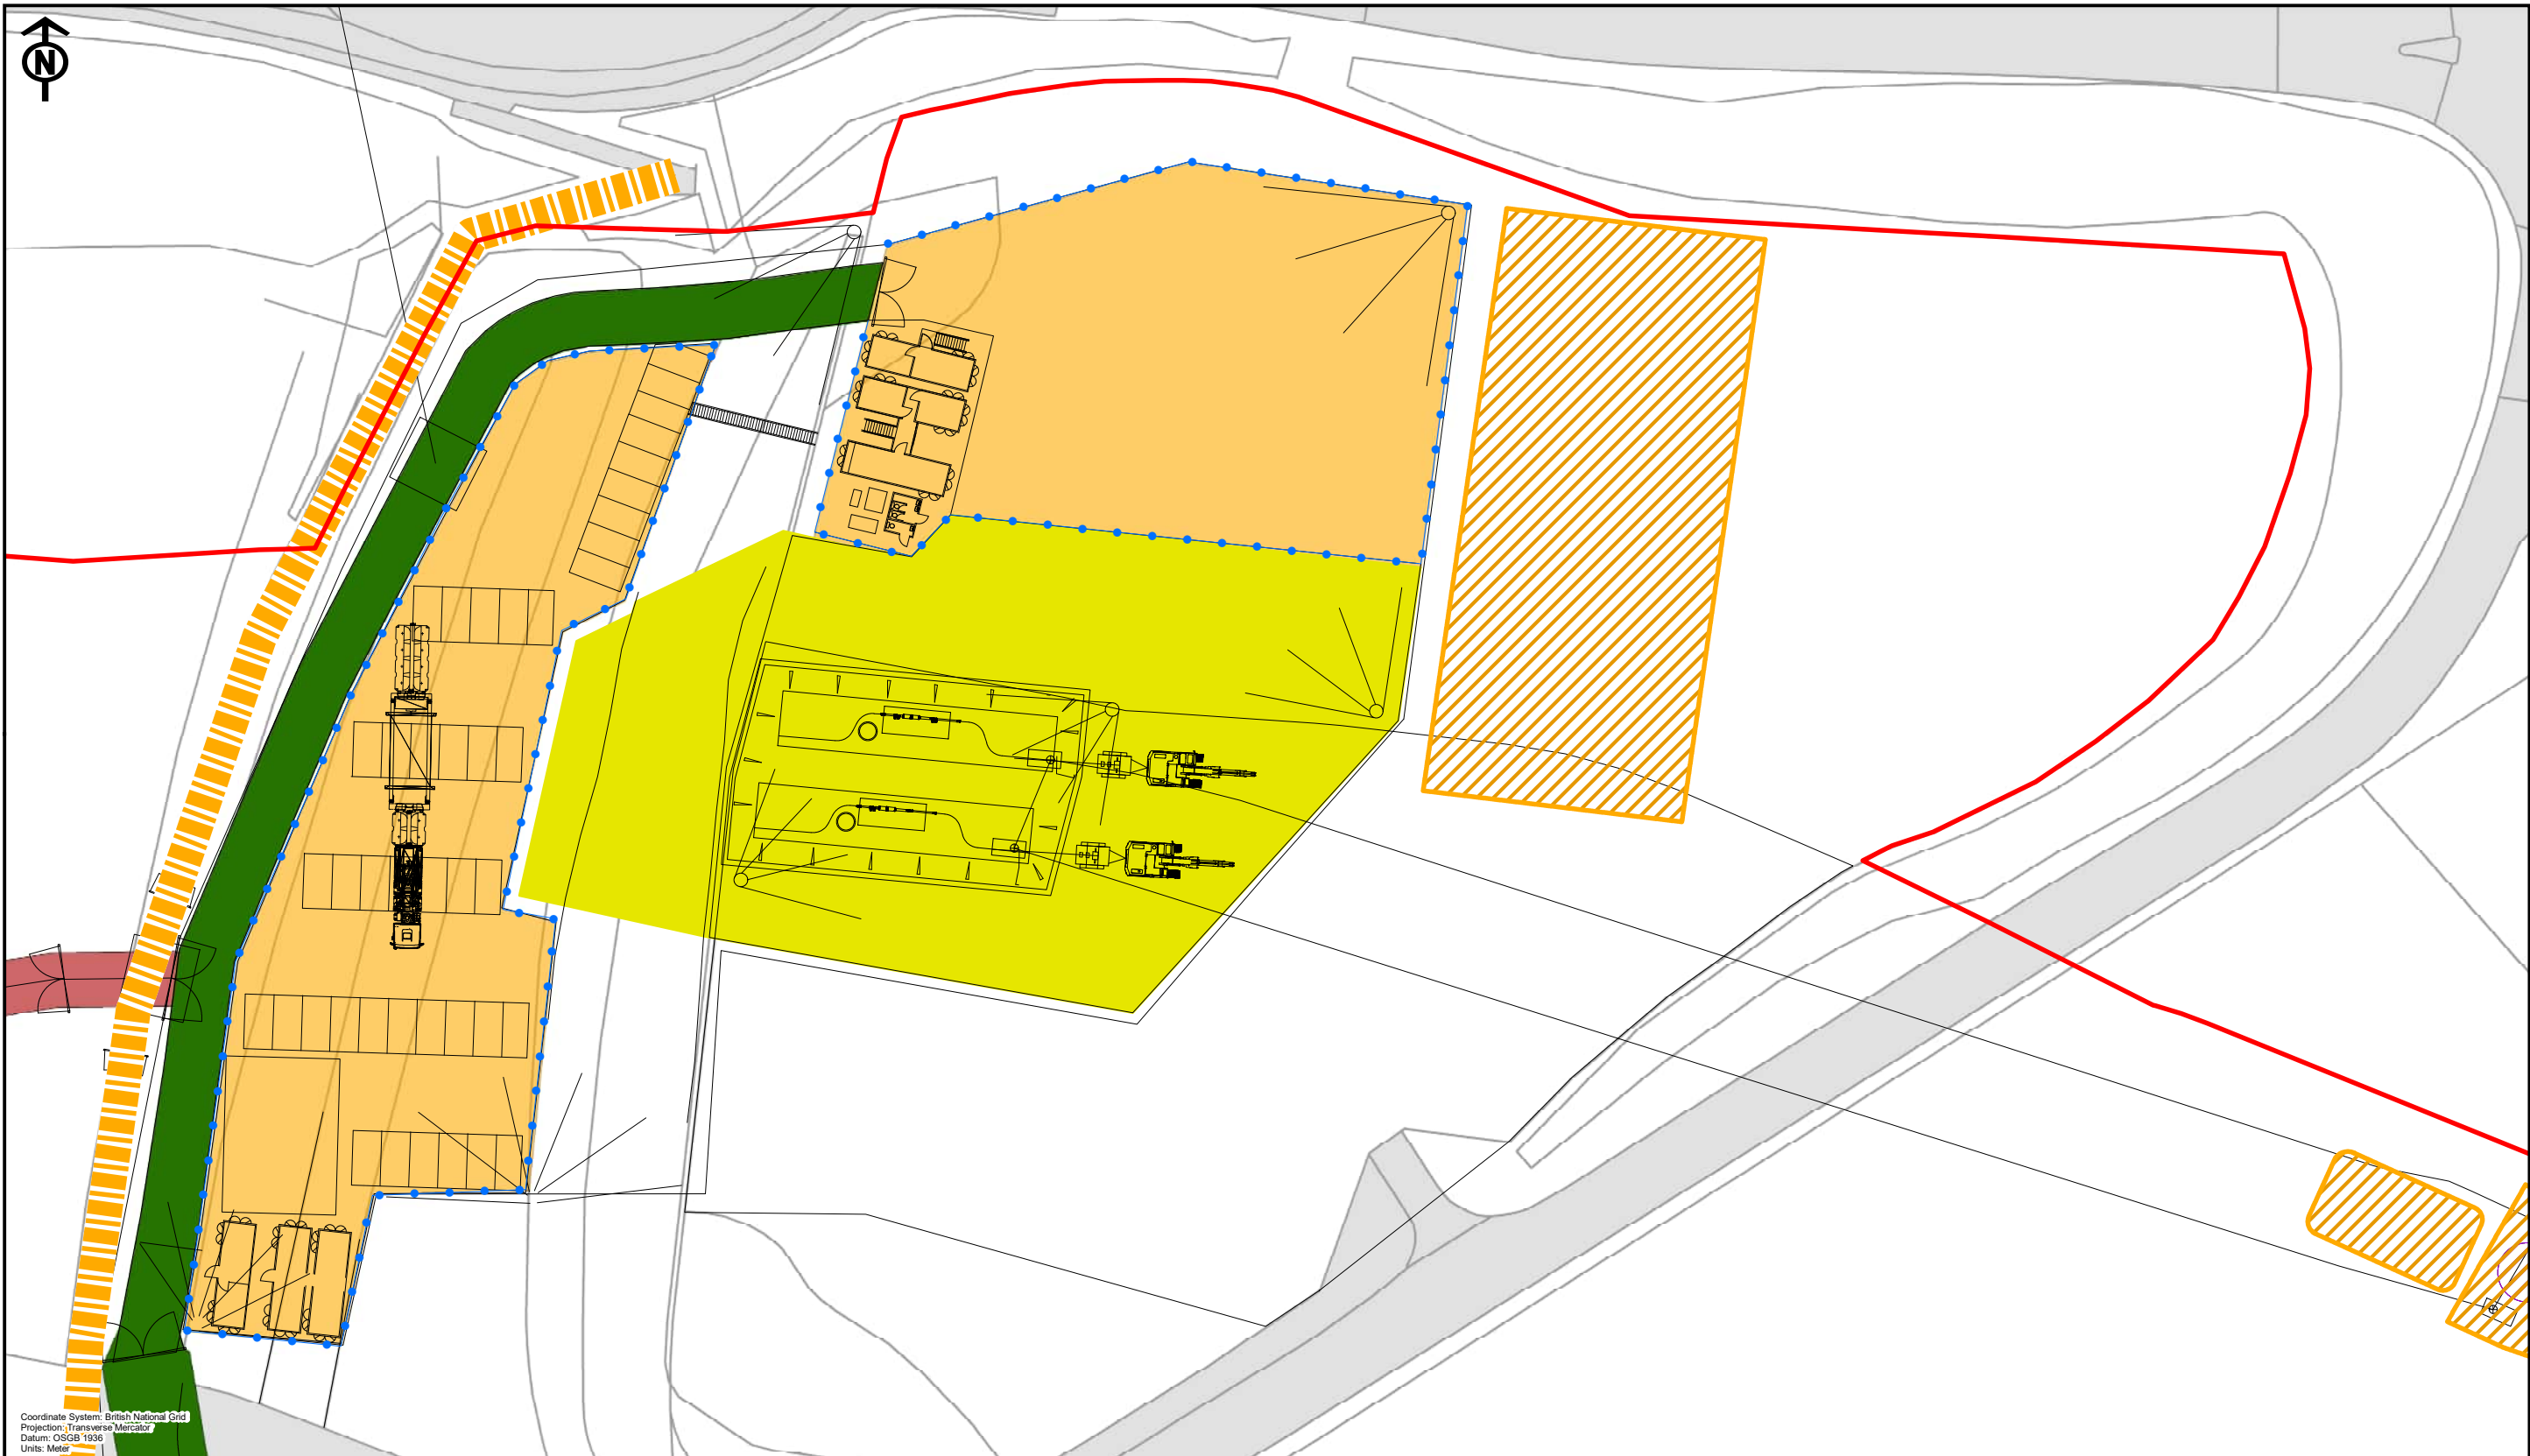 N
Coordinate System: British National Grid
Projection: Transverse Mercator
Datum: OSGB 1936
Units: Meter